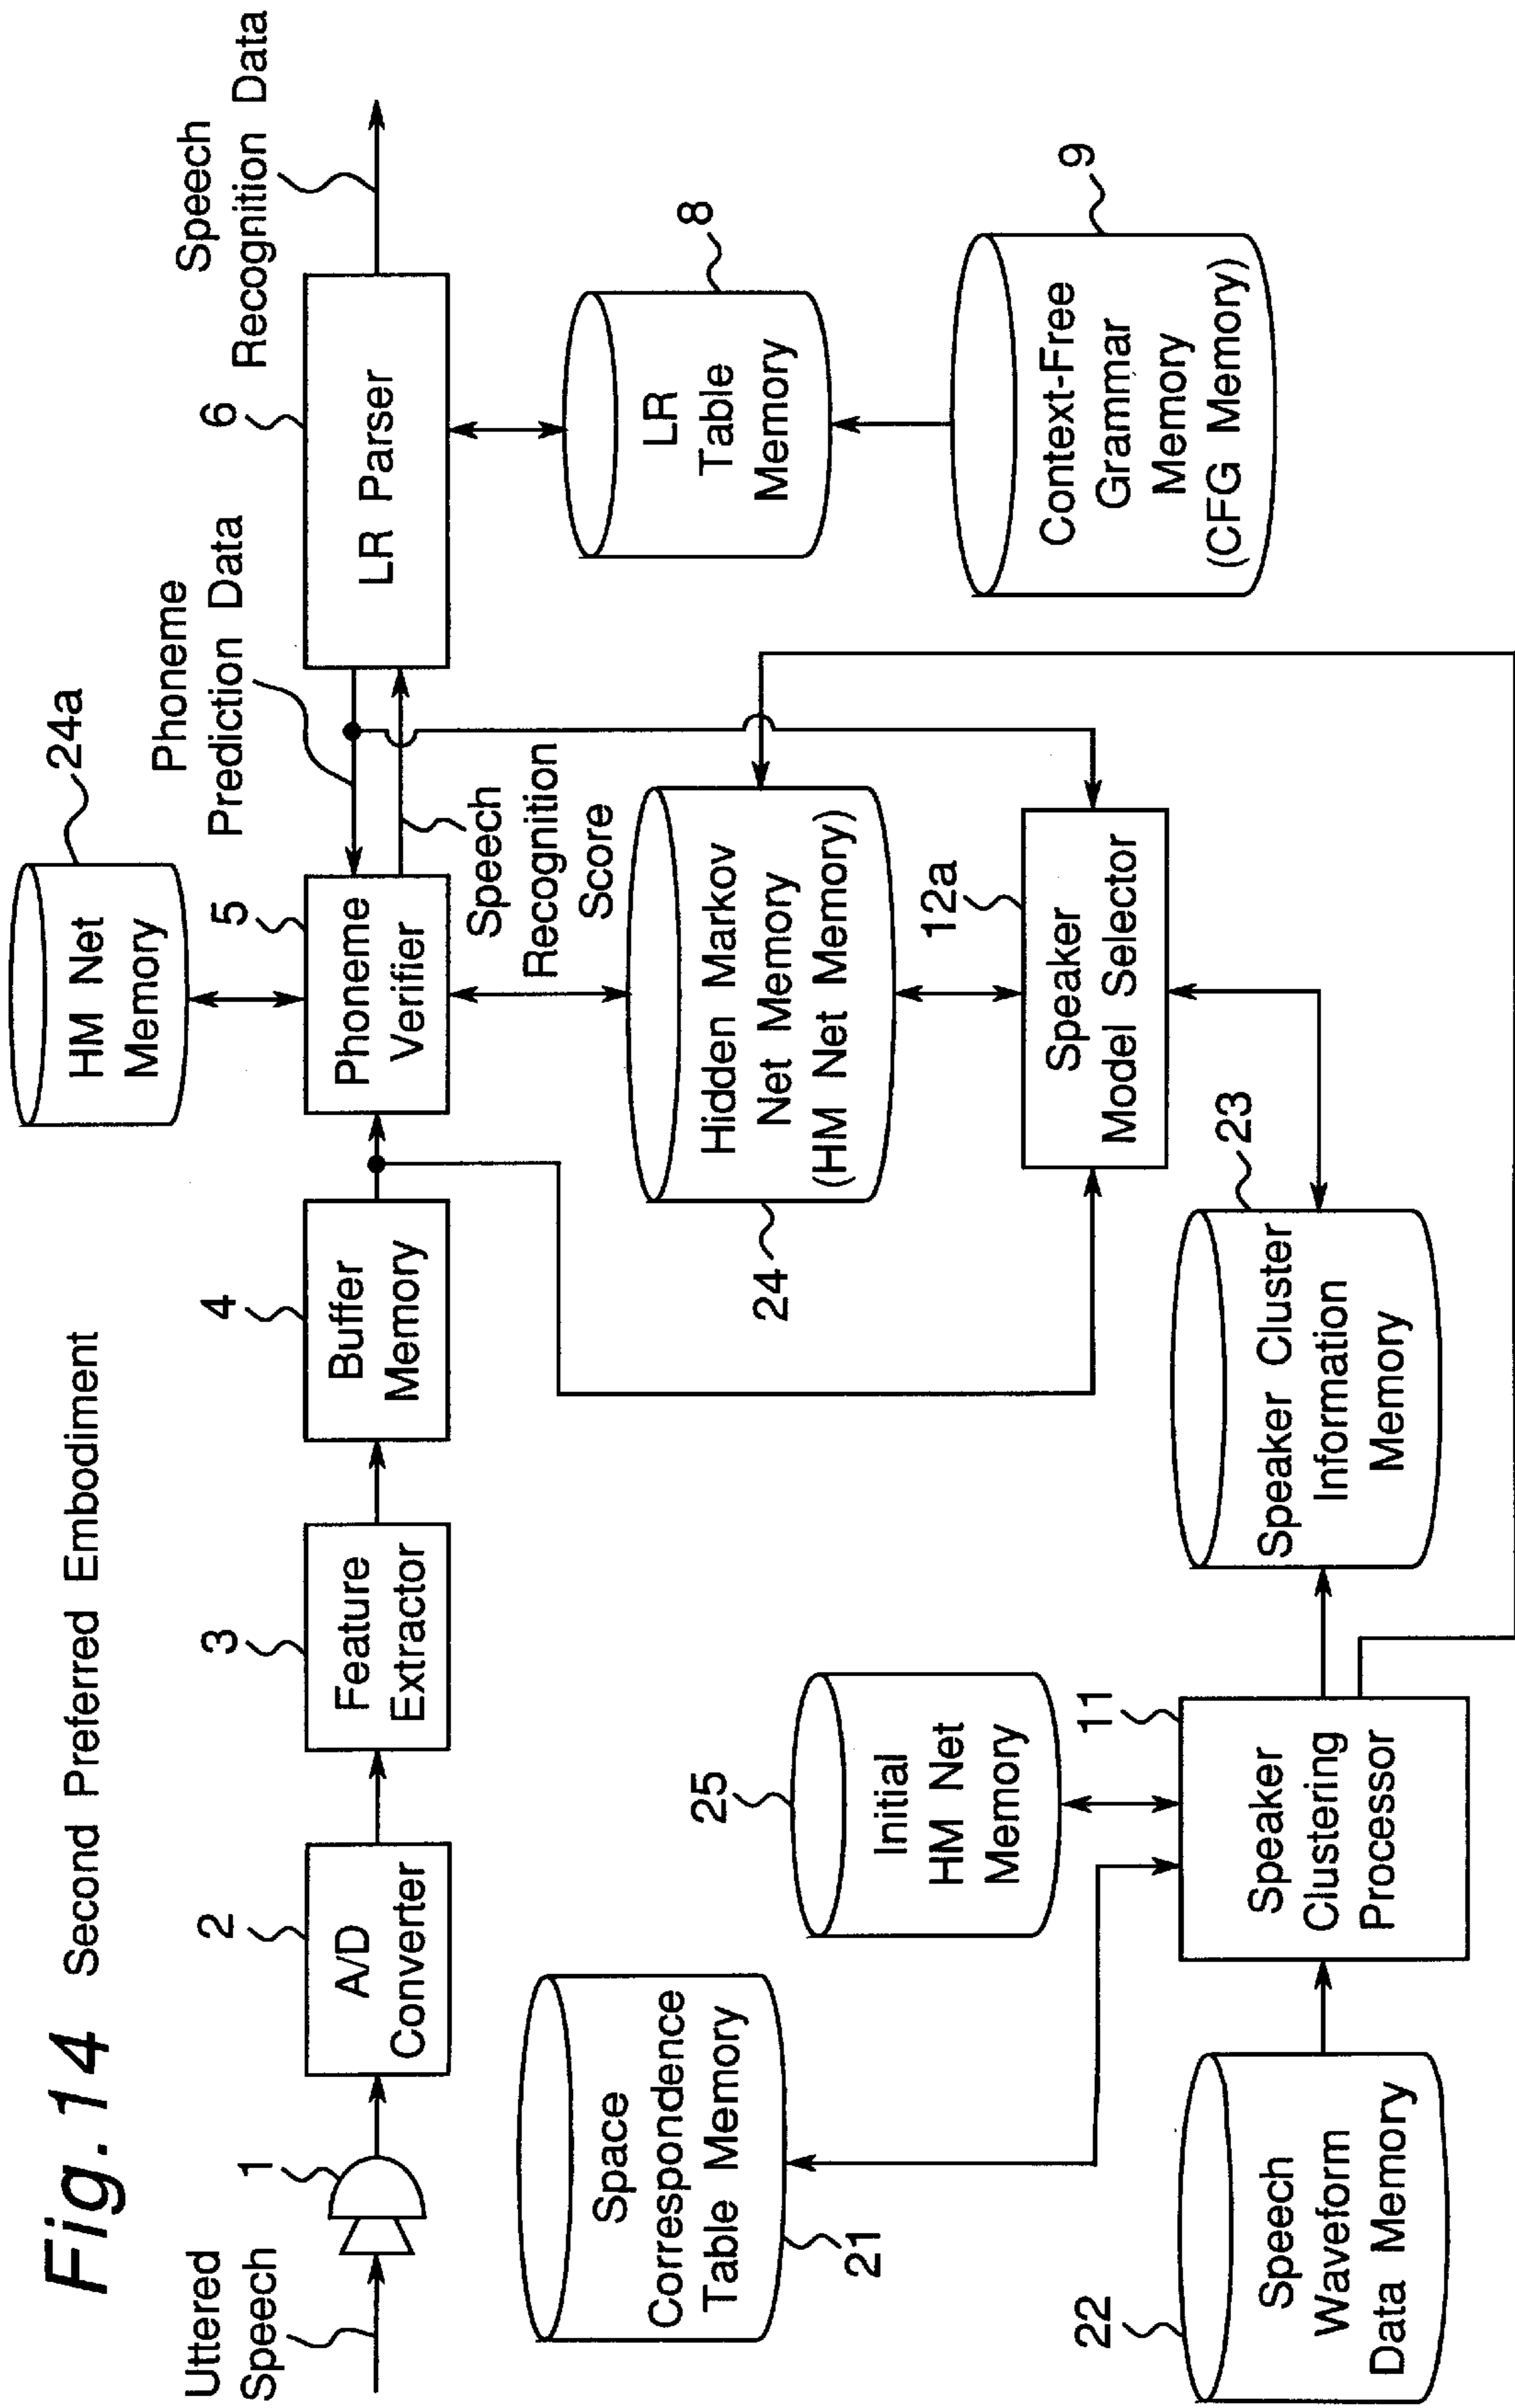 Fig.14 Second Preferred Embodiment
Uttered
Speech
1
2
A/D
Converter
3
Feature
Extractor
4
Buffer
Memory
5
Phoneme
Verifier
24a
HM Net
Memory
Phoneme
Prediction Data
6
LR Parser
Speech
Recognition Data
Speech
Recognition
Score
8
LR
Table
Memory
9
Context-Free
Grammar
Memory
(CFG Memory)
24
Hidden Markov
Net Memory
(HM Net Memory)
12a
Speaker
Model Selector
21
Space
Correspondence
Table Memory
25
Initial
HM Net
Memory
22
Speech
Waveform
Data Memory
11
Speaker
Clustering
Processor
23
Speaker Cluster
Information
Memory